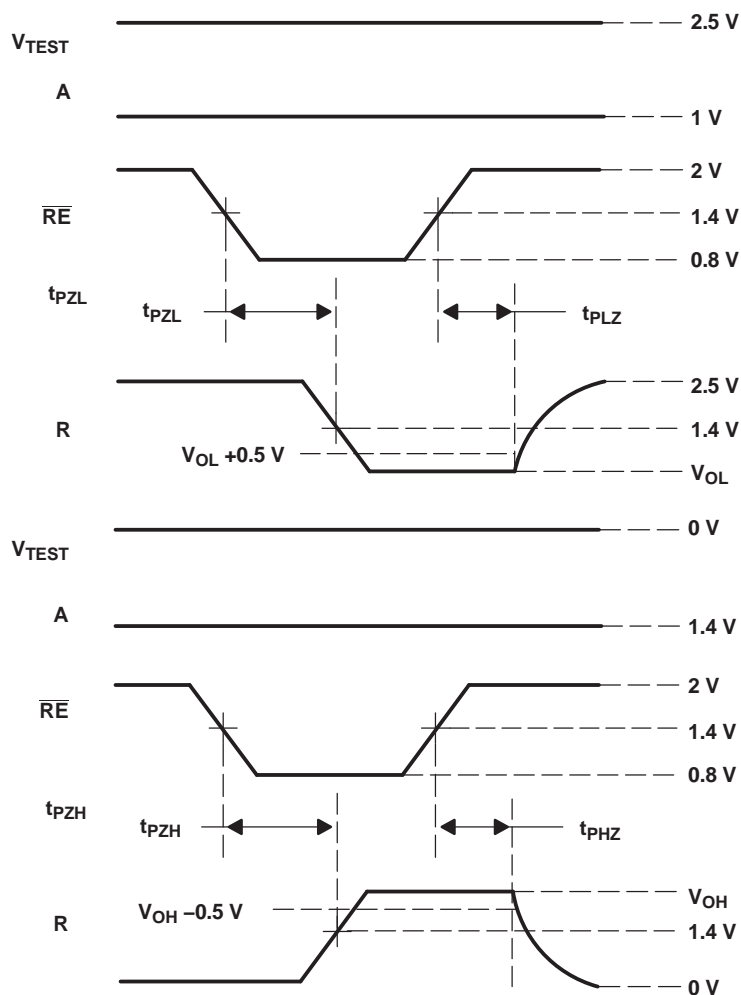 2.5 V
V_TEST
A
1 V
2 V
R̅E̅
1.4 V
0.8 V
t_PZL
t_PZL
t_PLZ
2.5 V
R
1.4 V
V_OL +0.5 V
V_OL
0 V
V_TEST
A
1.4 V
2 V
R̅E̅
1.4 V
0.8 V
t_PZH
t_PZH
t_PHZ
V_OH
V_OH –0.5 V
R
1.4 V
0 V